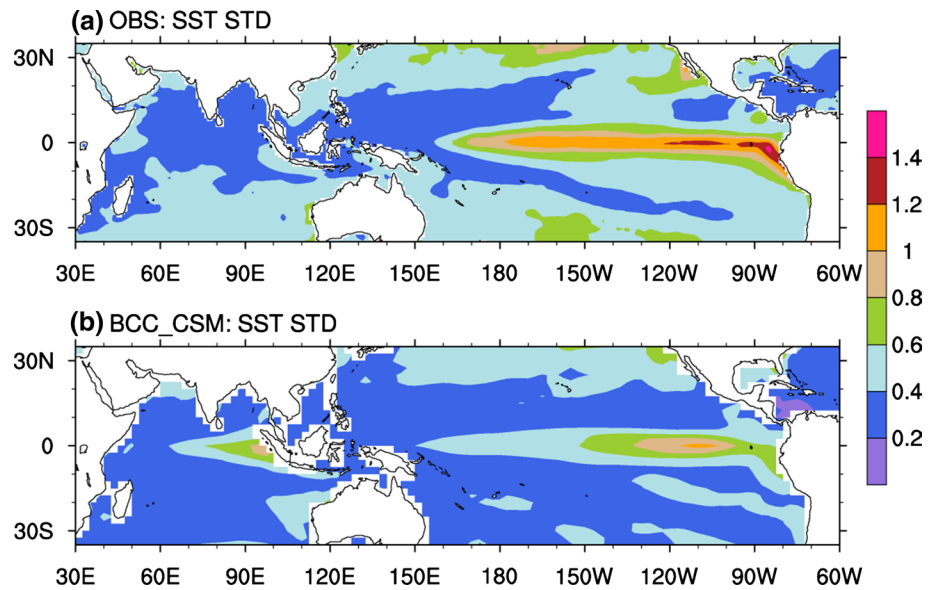 (a) OBS: SST STD
30N
0
30S
30E 60E 90E 120E 150E 180 150W 120W 90W 60W
(b) BCC_CSM: SST STD
30N
0
30S
30E 60E 90E 120E 150E 180 150W 120W 90W 60W
1.4
1.2
1
0.8
0.6
0.4
0.2